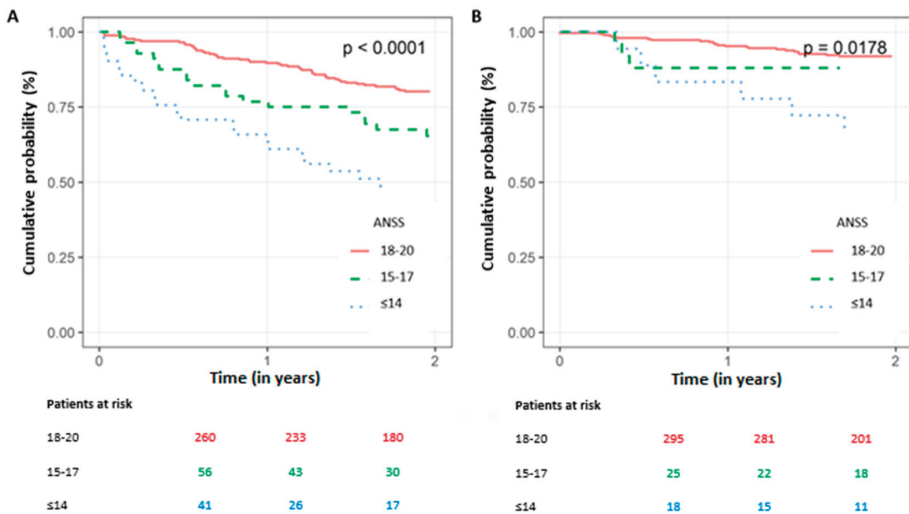 A
Cumulative probability (%)
1.00
0.75
0.50
0.25
0.00
p < 0.0001
ANSS
18-20
15-17
≤14
0
1
2
Time (in years)
Patients at risk
18-20 260 233 180
15-17 56 43 30
≤14 41 26 17
B
Cumulative probability (%)
1.00
0.75
0.50
0.25
0.00
p = 0.0178
ANSS
18-20
15-17
≤14
0
1
2
Time (in years)
Patients at risk
18-20 295 281 201
15-17 25 22 18
≤14 18 15 11